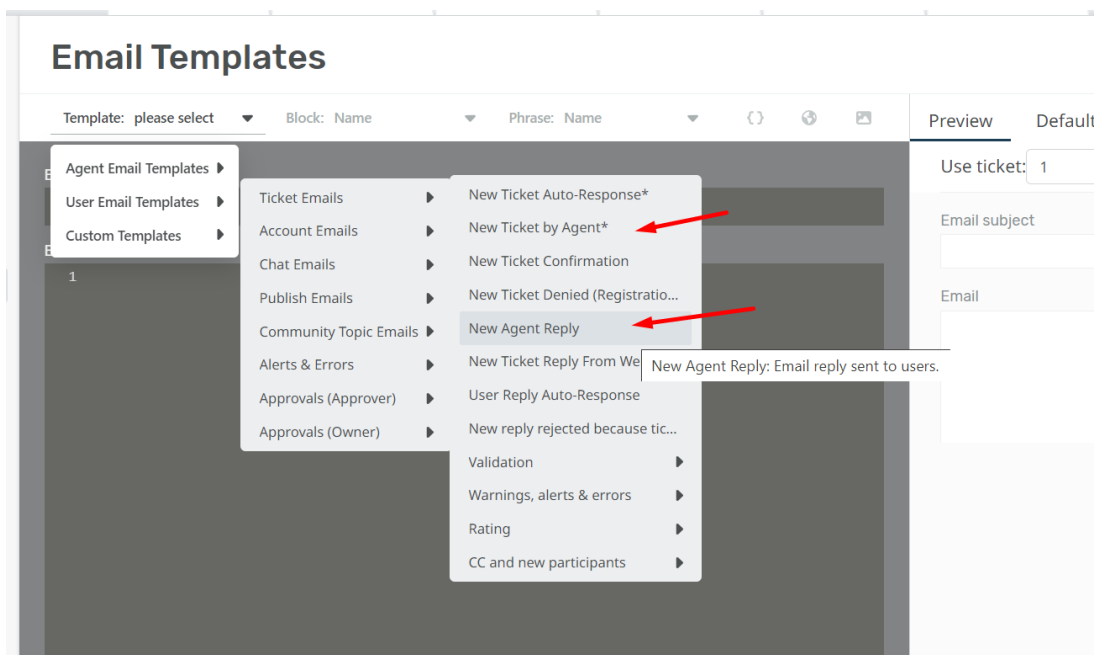 Email Templates
Template: please select
Block: Name
Phrase: Name
{}
Preview
Default
Use ticket: 1
Email subject
Email
1
Agent Email Templates
User Email Templates
Custom Templates
Ticket Emails
Account Emails
Chat Emails
Publish Emails
Community Topic Emails
Alerts & Errors
Approvals (Approver)
Approvals (Owner)
New Ticket Auto-Response*
New Ticket by Agent*
New Ticket Confirmation
New Ticket Denied (Registratio...
New Agent Reply
New Ticket Reply From We
New Agent Reply: Email reply sent to users.
User Reply Auto-Response
New reply rejected because tic...
Validation
Warnings, alerts & errors
Rating
CC and new participants